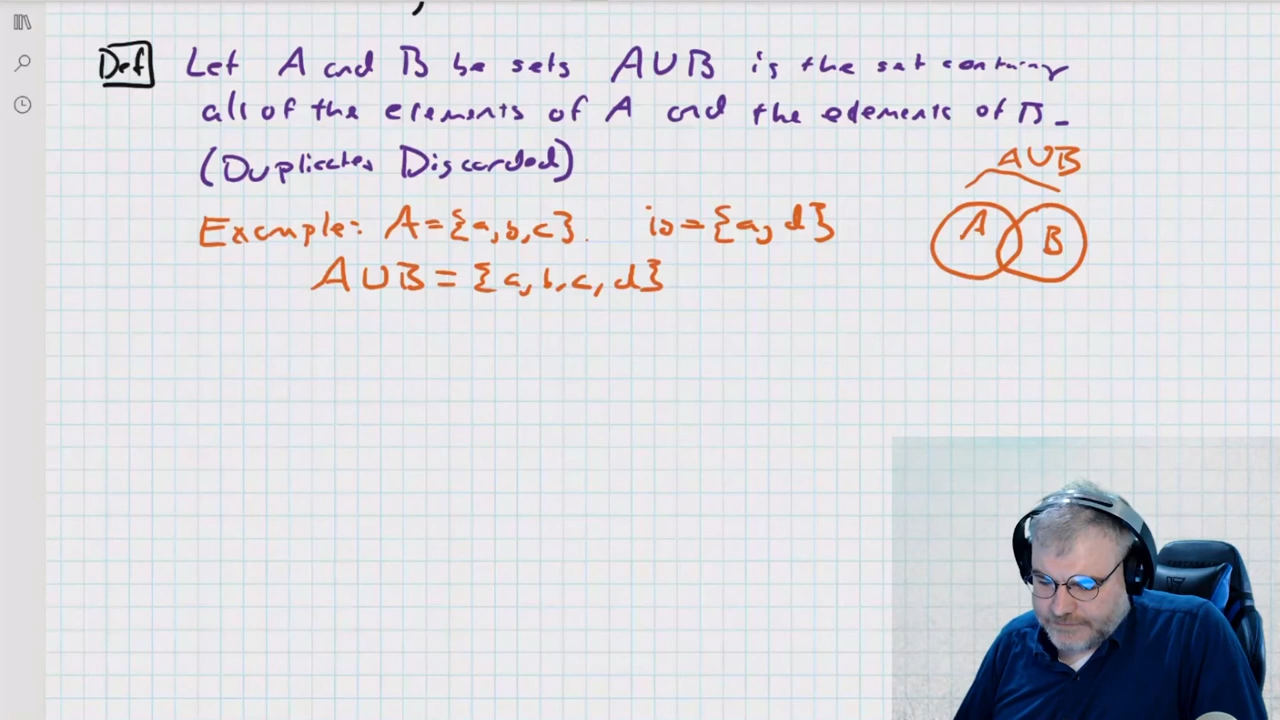 Def Let A and B be sets A∪B is the set containing
all of the elements of A and the elements of B.
(Duplicates Discarded)
A∪B
Example: A={a,b,c}. B={a,d}
A B
A∪B={a,b,c,d}